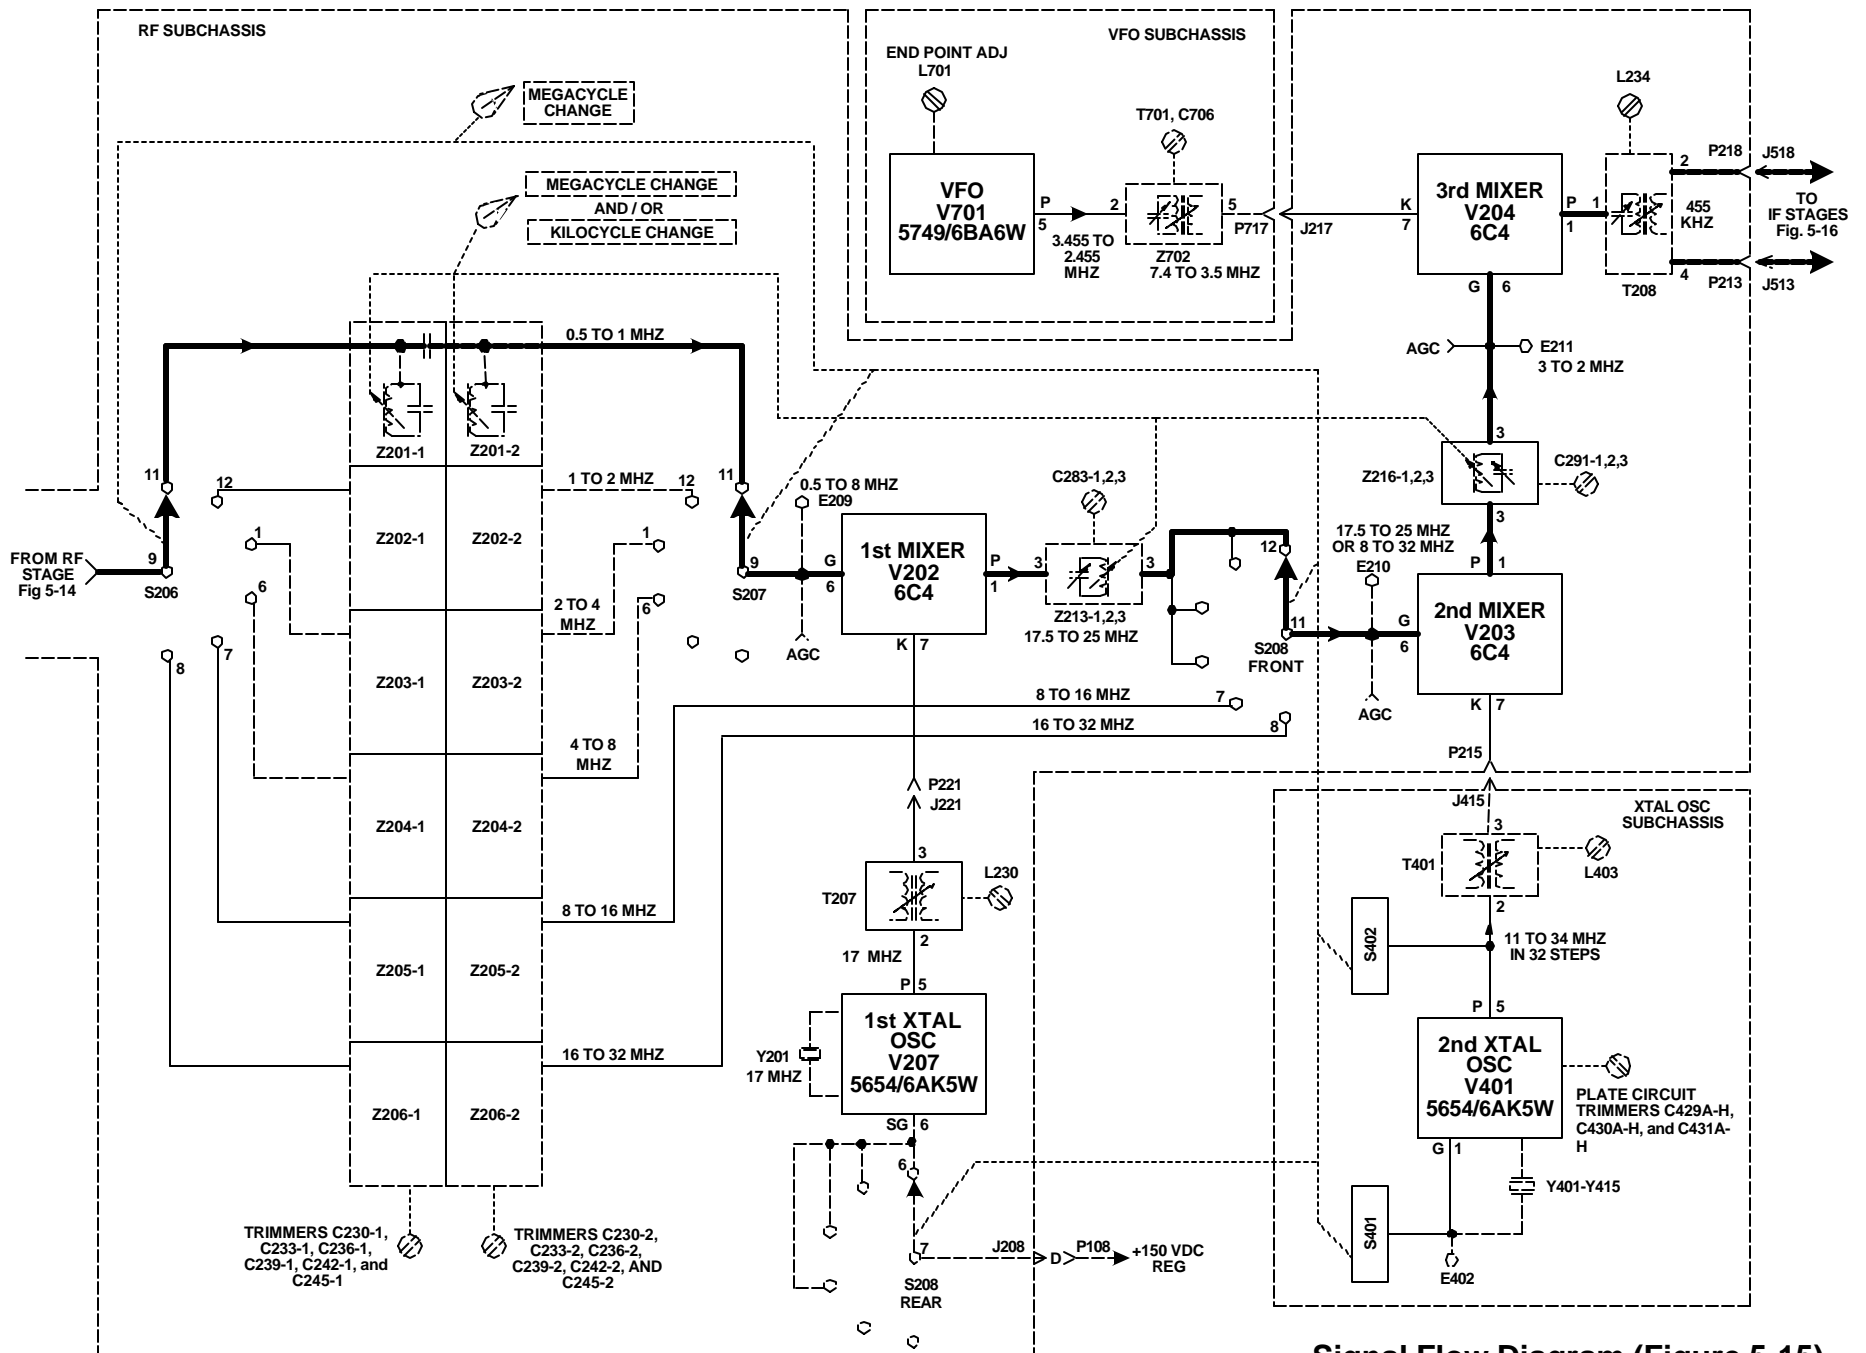 RF SUBCHASSIS
VFO SUBCHASSIS
END POINT ADJ
L701
MEGACYCLE
CHANGE
MEGACYCLE CHANGE
AND / OR
KILOCYCLE CHANGE
VFO
V701
5749/6BA6W
P
5
3.455 TO
2.455
MHZ
T701, C706
2
5
Z702
7.4 TO 3.5 MHZ
P717
J217
K
7
3rd MIXER
V204
6C4
P
1
1
G
6
L234
2
4
455
KHZ
T208
P218
J518
P213
J513
TO
IF STAGES
Fig. 5-16
AGC
E211
3 TO 2 MHZ
0.5 TO 1 MHZ
Z201-1
Z201-2
11
12
1
6
9
S206
7
8
FROM RF
STAGE
Fig 5-14
1 TO 2 MHZ
12
11
Z202-1
Z202-2
1
2 TO 4
MHZ
6
9
S207
Z203-1
Z203-2
4 TO 8
MHZ
Z204-1
Z204-2
8 TO 16 MHZ
Z205-1
Z205-2
16 TO 32 MHZ
Z206-1
Z206-2
TRIMMERS C230-1,
C233-1, C236-1,
C239-1, C242-1, and
C245-1
TRIMMERS C230-2,
C233-2, C236-2,
C239-2, C242-2, AND
C245-2
0.5 TO 8 MHZ
E209
G
6
AGC
1st MIXER
V202
6C4
P
1
K
7
C283-1,2,3
3
3
Z213-1,2,3
17.5 TO 25 MHZ
12
11
S208
FRONT
8 TO 16 MHZ
7
16 TO 32 MHZ
8
3
Z216-1,2,3
C291-1,2,3
3
17.5 TO 25 MHZ
OR 8 TO 32 MHZ
E210
P
1
G
6
AGC
2nd MIXER
V203
6C4
K
7
P215
J415
P221
J221
3
T207
L230
2
17 MHZ
P
5
1st XTAL
OSC
V207
5654/6AK5W
Y201
17 MHZ
SG
6
6
7
S208
REAR
J208
D
P108
+150 VDC
REG
XTAL OSC
SUBCHASSIS
3
T401
L403
2
S402
11 TO 34 MHZ
IN 32 STEPS
P
5
2nd XTAL
OSC
V401
5654/6AK5W
PLATE CIRCUIT
TRIMMERS C429A-H,
C430A-H, and C431A-
H
G
1
Y401-Y415
S401
E402
Signal Flow Diagram (Figure 5-15)